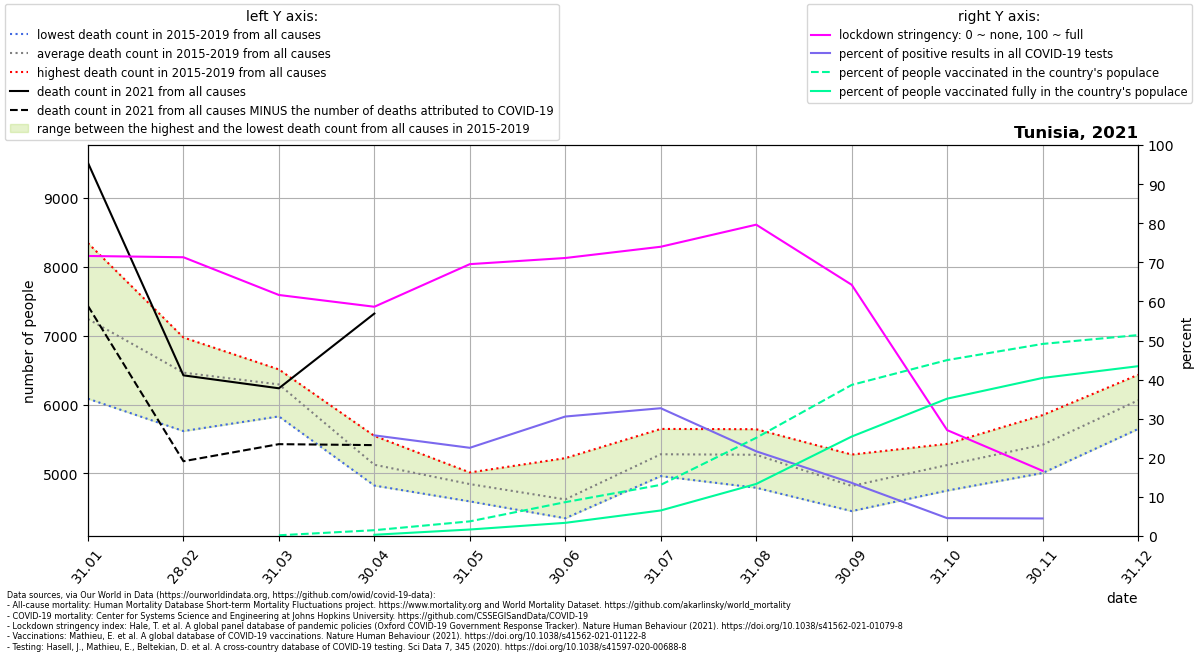 left Y axis:
lowest death count in 2015-2019 from all causes
average death count in 2015-2019 from all causes
highest death count in 2015-2019 from all causes
death count in 2021 from all causes
death count in 2021 from all causes MINUS the number of deaths attributed to COVID-19
range between the highest and the lowest death count from all causes in 2015-2019
right Y axis:
lockdown stringency: 0 ~ none, 100 ~ full
percent of positive results in all COVID-19 tests
percent of people vaccinated in the country's populace
percent of people vaccinated fully in the country's populace
Tunisia, 2021
number of people
9000
8000
7000
6000
5000
100
90
80
70
60
50
40
30
20
10
0
percent
31.01
28.02
31.03
30.04
31.05
30.06
31.07
31.08
30.09
31.10
30.11
31.12
date
Data sources, via Our World in Data (https://ourworldindata.org, https://github.com/owid/covid-19-data):
- All-cause mortality: Human Mortality Database Short-term Mortality Fluctuations project. https://www.mortality.org and World Mortality Dataset. https://github.com/akarlinsky/world_mortality
- COVID-19 mortality: Center for Systems Science and Engineering at Johns Hopkins University. https://github.com/CSSEGISandData/COVID-19
- Lockdown stringency index: Hale, T. et al. A global panel database of pandemic policies (Oxford COVID-19 Government Response Tracker). Nature Human Behaviour (2021). https://doi.org/10.1038/s41562-021-01079-8
- Vaccinations: Mathieu, E. et al. A global database of COVID-19 vaccinations. Nature Human Behaviour (2021). https://doi.org/10.1038/s41562-021-01122-8
- Testing: Hasell, J., Mathieu, E., Beltekian, D. et al. A cross-country database of COVID-19 testing. Sci Data 7, 345 (2020). https://doi.org/10.1038/s41597-020-00688-8